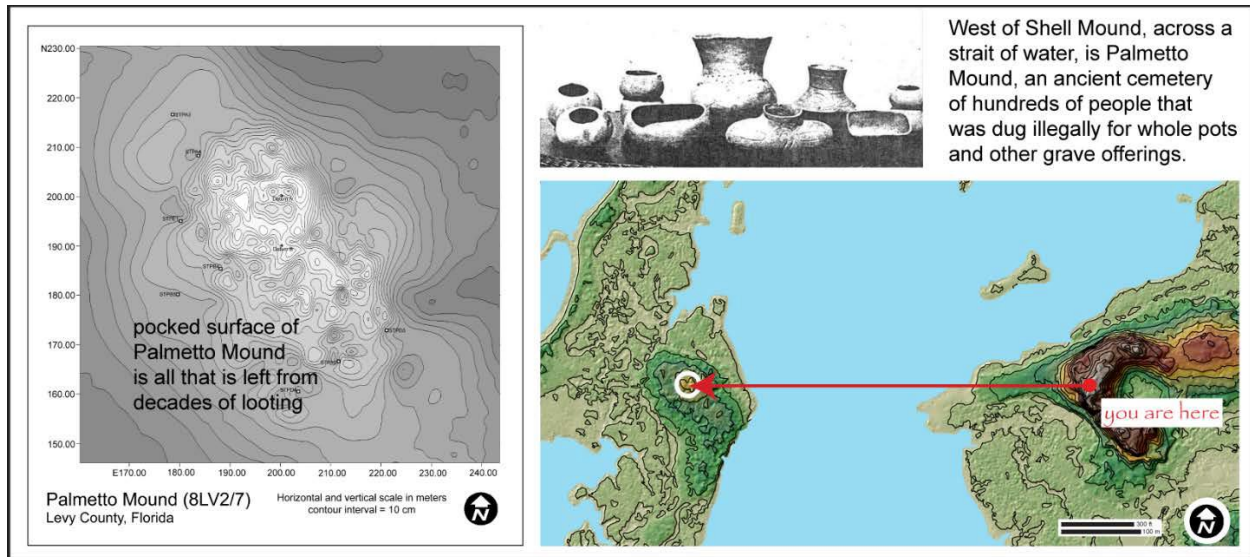 N230.00
220.00
210.00
200.00
190.00
180.00
170.00
160.00
150.00
E170.00 180.00 190.00 200.00 210.00 220.00 230.00 240.00
pocked surface of
Palmetto Mound
is all that is left from
decades of looting
Palmetto Mound (8LV2/7)
Levy County, Florida
Horizontal and vertical scale in meters
contour interval = 10 cm
N
West of Shell Mound, across a
strait of water, is Palmetto
Mound, an ancient cemetery
of hundreds of people that
was dug illegally for whole pots
and other grave offerings.
you are here
300 ft
100 m
N